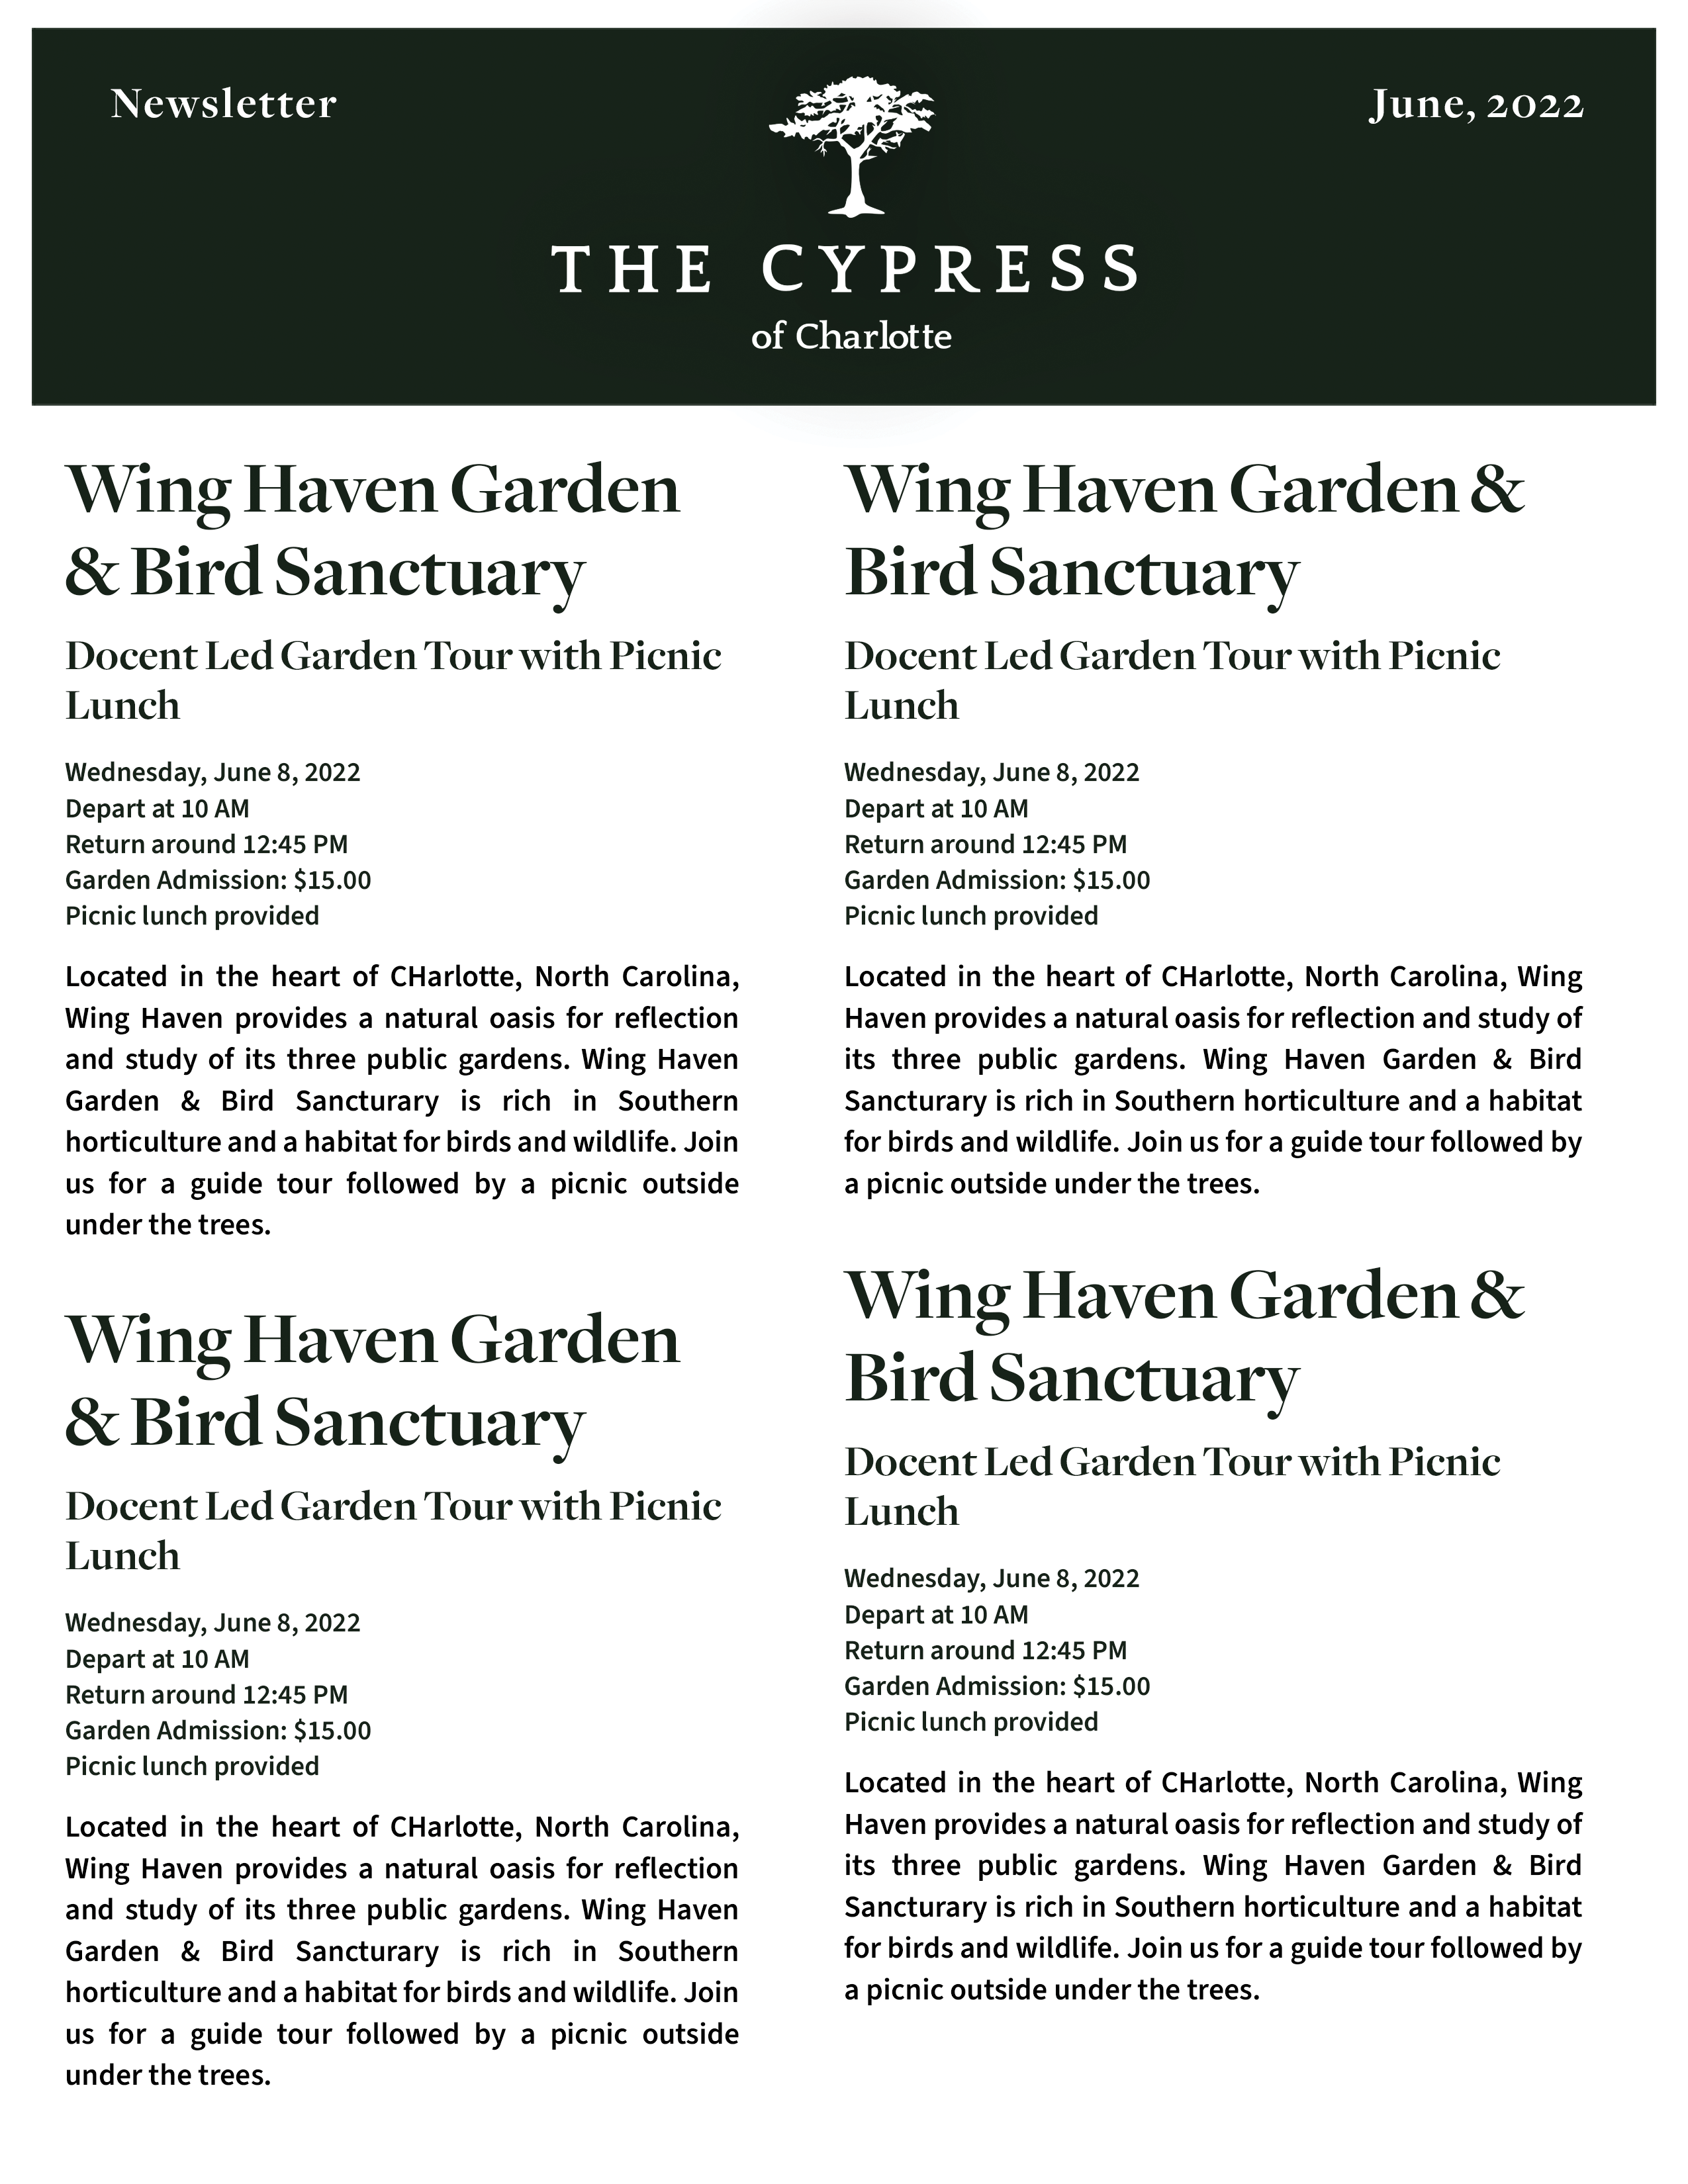 Newsletter
June, 2022
THE CYPRESS
of Charlotte
Wing Haven Garden
& Bird Sanctuary
Docent Led Garden Tour with Picnic
Lunch
Wednesday, June 8, 2022
Depart at 10 AM
Return around 12:45 PM
Garden Admission: $15.00
Picnic lunch provided
Located in the heart of CHarlotte, North Carolina,
Wing Haven provides a natural oasis for reflection
and study of its three public gardens. Wing Haven
Garden & Bird Sancturary is rich in Southern
horticulture and a habitat for birds and wildlife. Join
us for a guide tour followed by a picnic outside
under the trees.
Wing Haven Garden
& Bird Sanctuary
Docent Led Garden Tour with Picnic
Lunch
Wednesday, June 8, 2022
Depart at 10 AM
Return around 12:45 PM
Garden Admission: $15.00
Picnic lunch provided
Located in the heart of CHarlotte, North Carolina,
Wing Haven provides a natural oasis for reflection
and study of its three public gardens. Wing Haven
Garden & Bird Sancturary is rich in Southern
horticulture and a habitat for birds and wildlife. Join
us for a guide tour followed by a picnic outside
under the trees.
Wing Haven Garden &
Bird Sanctuary
Docent Led Garden Tour with Picnic
Lunch
Wednesday, June 8, 2022
Depart at 10 AM
Return around 12:45 PM
Garden Admission: $15.00
Picnic lunch provided
Located in the heart of CHarlotte, North Carolina, Wing
Haven provides a natural oasis for reflection and study of
its three public gardens. Wing Haven Garden & Bird
Sancturary is rich in Southern horticulture and a habitat
for birds and wildlife. Join us for a guide tour followed by
a picnic outside under the trees.
Wing Haven Garden &
Bird Sanctuary
Docent Led Garden Tour with Picnic
Lunch
Wednesday, June 8, 2022
Depart at 10 AM
Return around 12:45 PM
Garden Admission: $15.00
Picnic lunch provided
Located in the heart of CHarlotte, North Carolina, Wing
Haven provides a natural oasis for reflection and study of
its three public gardens. Wing Haven Garden & Bird
Sancturary is rich in Southern horticulture and a habitat
for birds and wildlife. Join us for a guide tour followed by
a picnic outside under the trees.